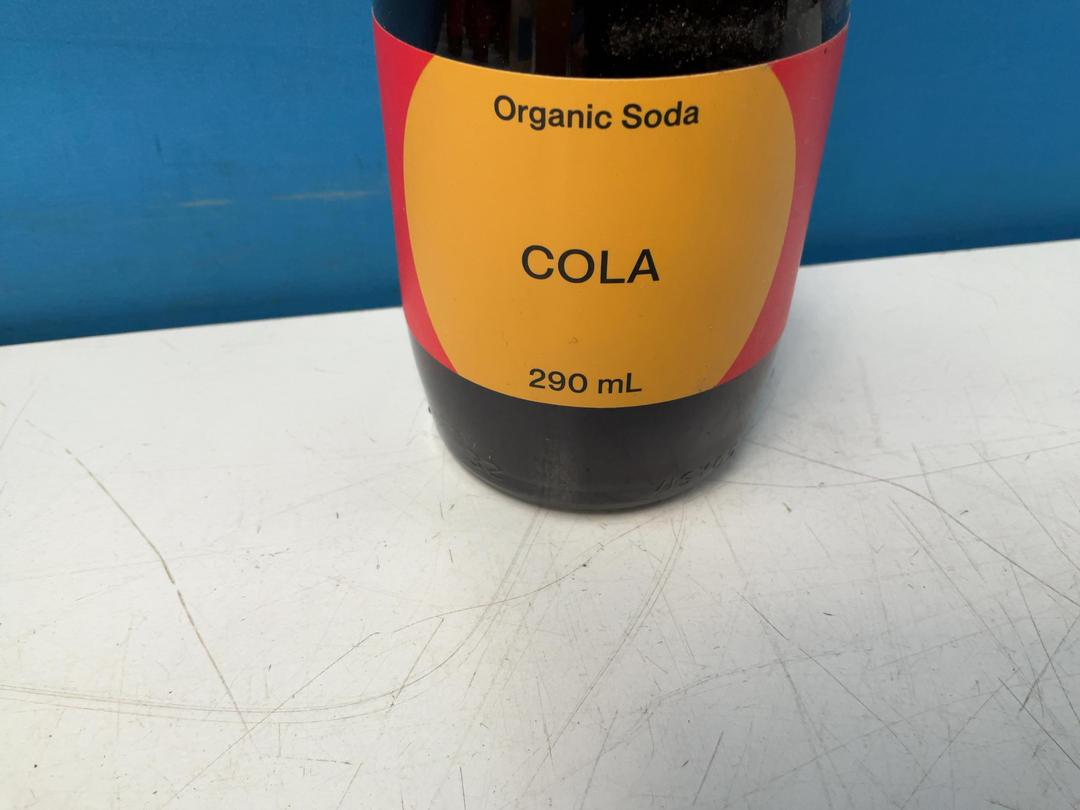 Organic Soda
COLA
290 mL